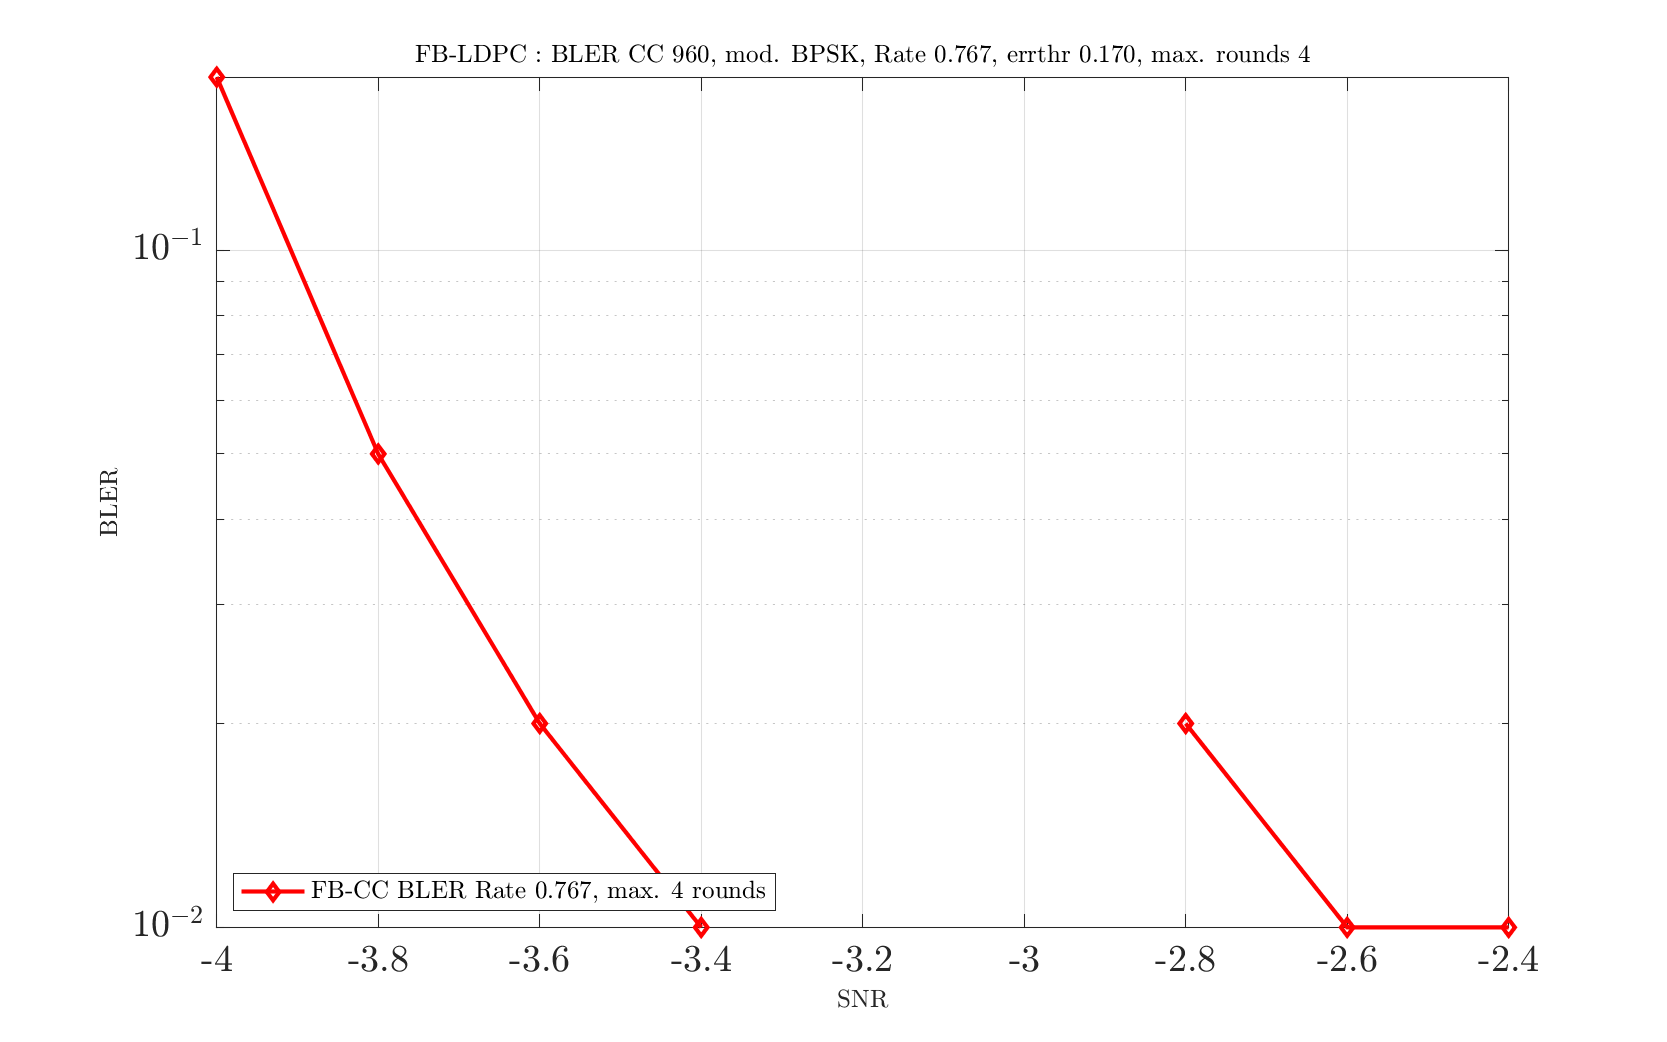 FB-LDPC : BLER CC 960, mod. BPSK, Rate 0.767, errthr 0.170, max. rounds 4
10^{-1}
BLER
FB-CC BLER Rate 0.767, max. 4 rounds
10^{-2}
-4 -3.8 -3.6 -3.4 -3.2 -3 -2.8 -2.6 -2.4
SNR